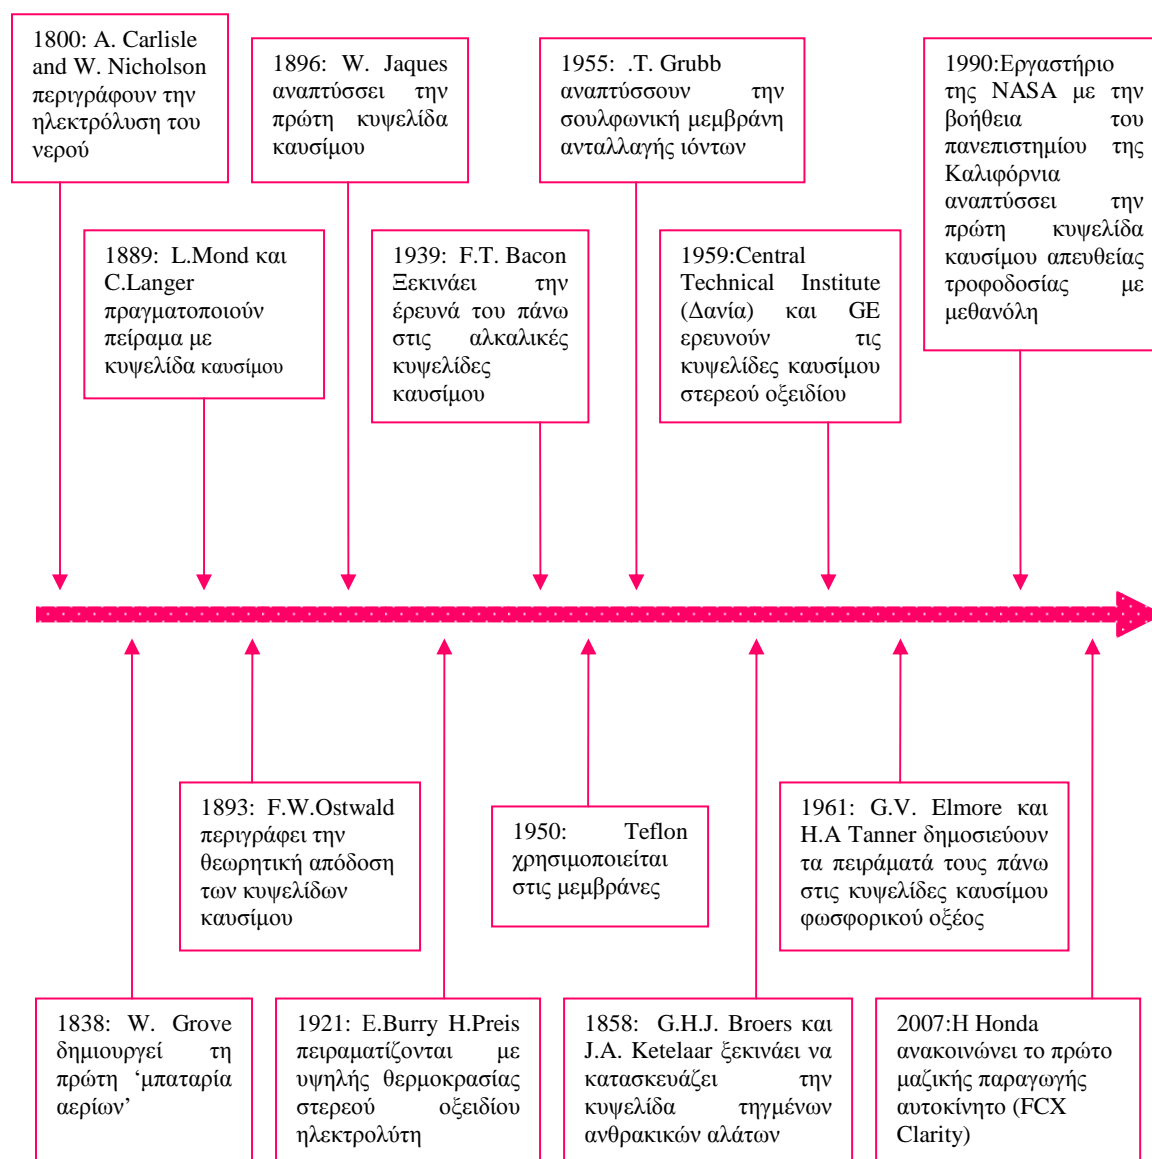 1800: A. Carlisle
and W. Nicholson
περιγράφουν την
ηλεκτρόλυση του
νερού
1896: W. Jaques
αναπτύσσει την
πρώτη κυψελίδα
καυσίμου
1955: .T. Grubb
αναπτύσσουν την
σουλφωνική μεμβράνη
ανταλλαγής ιόντων
1990:Εργαστήριο
της NASA με την
βοήθεια του
πανεπιστημίου της
Καλιφόρνια
αναπτύσσει την
πρώτη κυψελίδα
καυσίμου απευθείας
τροφοδοσίας με
μεθανόλη
1889: L.Mond και
C.Langer
πραγματοποιούν
πείραμα με
κυψελίδα καυσίμου
1939: F.T. Bacon
Ξεκινάει την
έρευνά του πάνω
στις αλκαλικές
κυψελίδες
καυσίμου
1959:Central
Technical Institute
(Δανία) και GE
ερευνούν τις
κυψελίδες καυσίμου
στερεού οξειδίου
1893: F.W.Ostwald
περιγράφει την
θεωρητική απόδοση
των κυψελίδων
καυσίμου
1950: Teflon
χρησιμοποιείται
στις μεμβράνες
1961: G.V. Elmore και
H.A Tanner δημοσιεύουν
τα πειράματά τους πάνω
στις κυψελίδες καυσίμου
φωσφορικού οξέος
1838: W. Grove
δημιουργεί τη
πρώτη ‘μπαταρία
αερίων’
1921: E.Burry H.Preis
πειραματίζονται με
υψηλής θερμοκρασίας
στερεού οξειδίου
ηλεκτρολύτη
1858: G.H.J. Broers και
J.A. Ketelaar ξεκινάει να
κατασκευάζει την
κυψελίδα τηγμένων
ανθρακικών αλάτων
2007:Η Honda
ανακοινώνει το πρώτο
μαζικής παραγωγής
αυτοκίνητο (FCX
Clarity)